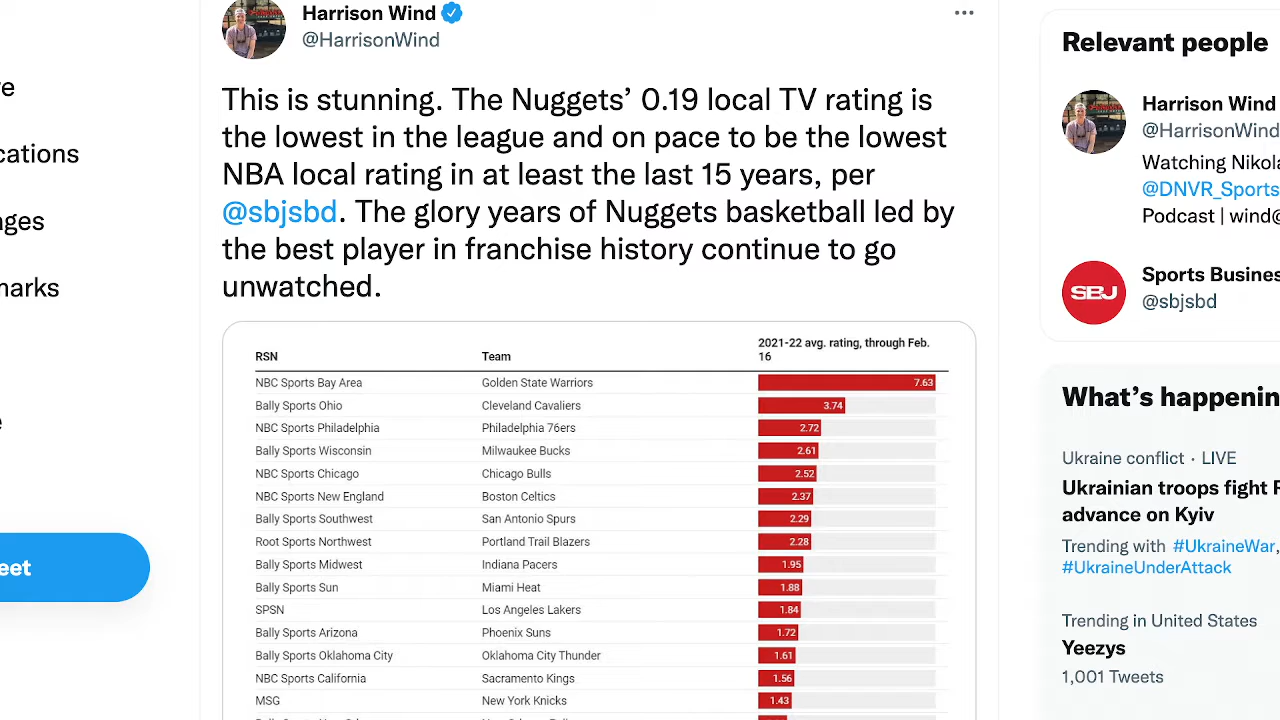 Harrison Wind
@HarrisonWind
This is stunning. The Nuggets’ 0.19 local TV rating is
the lowest in the league and on pace to be the lowest
NBA local rating in at least the last 15 years, per
@sbjsbd. The glory years of Nuggets basketball led by
the best player in franchise history continue to go
unwatched.
RSN Team 2021-22 avg. rating, through Feb.
16
NBC Sports Bay Area Golden State Warriors 7.63
Bally Sports Ohio Cleveland Cavaliers 3.74
NBC Sports Philadelphia Philadelphia 76ers 2.72
Bally Sports Wisconsin Milwaukee Bucks 2.61
NBC Sports Chicago Chicago Bulls 2.52
NBC Sports New England Boston Celtics 2.37
Bally Sports Southwest San Antonio Spurs 2.29
Root Sports Northwest Portland Trail Blazers 2.28
Bally Sports Midwest Indiana Pacers 1.95
Bally Sports Sun Miami Heat 1.88
SPSN Los Angeles Lakers 1.84
Bally Sports Arizona Phoenix Suns 1.72
Bally Sports Oklahoma City Oklahoma City Thunder 1.61
NBC Sports California Sacramento Kings 1.56
MSG New York Knicks 1.43
re
cations
nges
marks
e
eet
Relevant people
Harrison Wind
@HarrisonWind
Watching Nikola
@DNVR_Sports
Podcast | wind@
SBJ
Sports Busines
@sbjsbd
What’s happenin
Ukraine conflict · LIVE
Ukrainian troops fight R
advance on Kyiv
Trending with #UkraineWar,
#UkraineUnderAttack
Trending in United States
Yeezys
1,001 Tweets